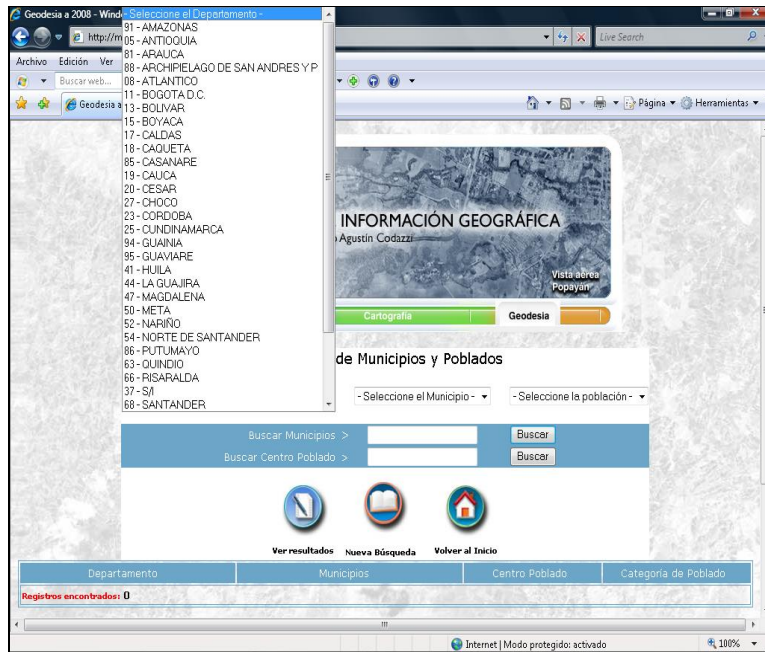 Geodesia a 2008 - Wind
- Seleccione el Departamento -
http://m
Live Search
91 - AMAZONAS
05 - ANTIOQUIA
81 - ARAUCA
88 - ARCHIPIELAGO DE SAN ANDRES Y P
08 - ATLANTICO
11 - BOGOTA D.C.
13 - BOLIVAR
15 - BOYACA
17 - CALDAS
18 - CAQUETA
85 - CASANARE
19 - CAUCA
20 - CESAR
27 - CHOCO
23 - CORDOBA
25 - CUNDINAMARCA
94 - GUAINIA
95 - GUAVIARE
41 - HUILA
44 - LA GUAJIRA
47 - MAGDALENA
50 - META
52 - NARIÑO
54 - NORTE DE SANTANDER
86 - PUTUMAYO
63 - QUINDIO
66 - RISARALDA
37 - S/I
68 - SANTANDER
Archivo Edición Ver
Buscar web...
Geodesia a
Página Herramientas
INFORMACIÓN GEOGRÁFICA
Agustín Codazzi
Vista aérea
Popayán
Cartografía Geodesia
de Municipios y Poblados
- Seleccione el Municipio - - Seleccione la población -
Buscar Municipios > Buscar
Buscar Centro Poblado > Buscar
Ver resultados Nueva Búsqueda Volver al Inicio
Departamento Municipios Centro Poblado Categoría de Poblado
Registros encontrados: 0
Internet | Modo protegido: activado 100%